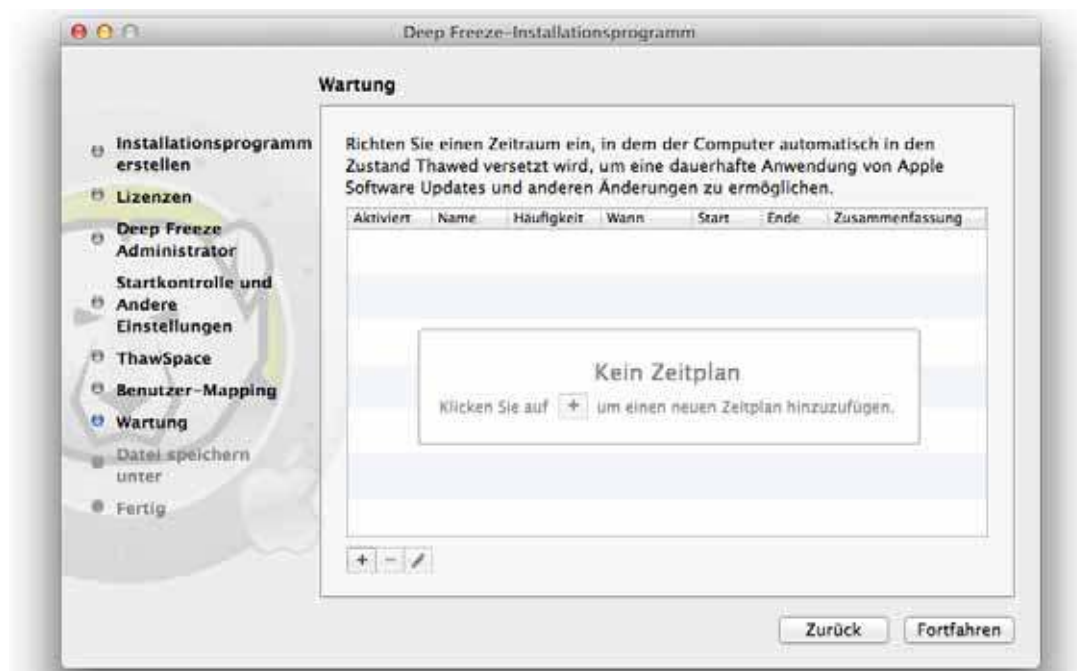 Deep Freeze-Installationsprogramm
Wartung
Installationsprogramm
erstellen
Lizenzen
Deep Freeze
Administrator
Startkontrolle und
Andere
Einstellungen
ThawSpace
Benutzer-Mapping
Wartung
Datei speichern
unter
Fertig
Richten Sie einen Zeitraum ein, in dem der Computer automatisch in den
Zustand Thawed versetzt wird, um eine dauerhafte Anwendung von Apple
Software Updates und anderen Änderungen zu ermöglichen.
Aktiviert Name Häufigkeit Wann Start Ende Zusammenfassung
Kein Zeitplan
Klicken Sie auf + um einen neuen Zeitplan hinzuzufügen.
+ -
Zurück Fortfahren